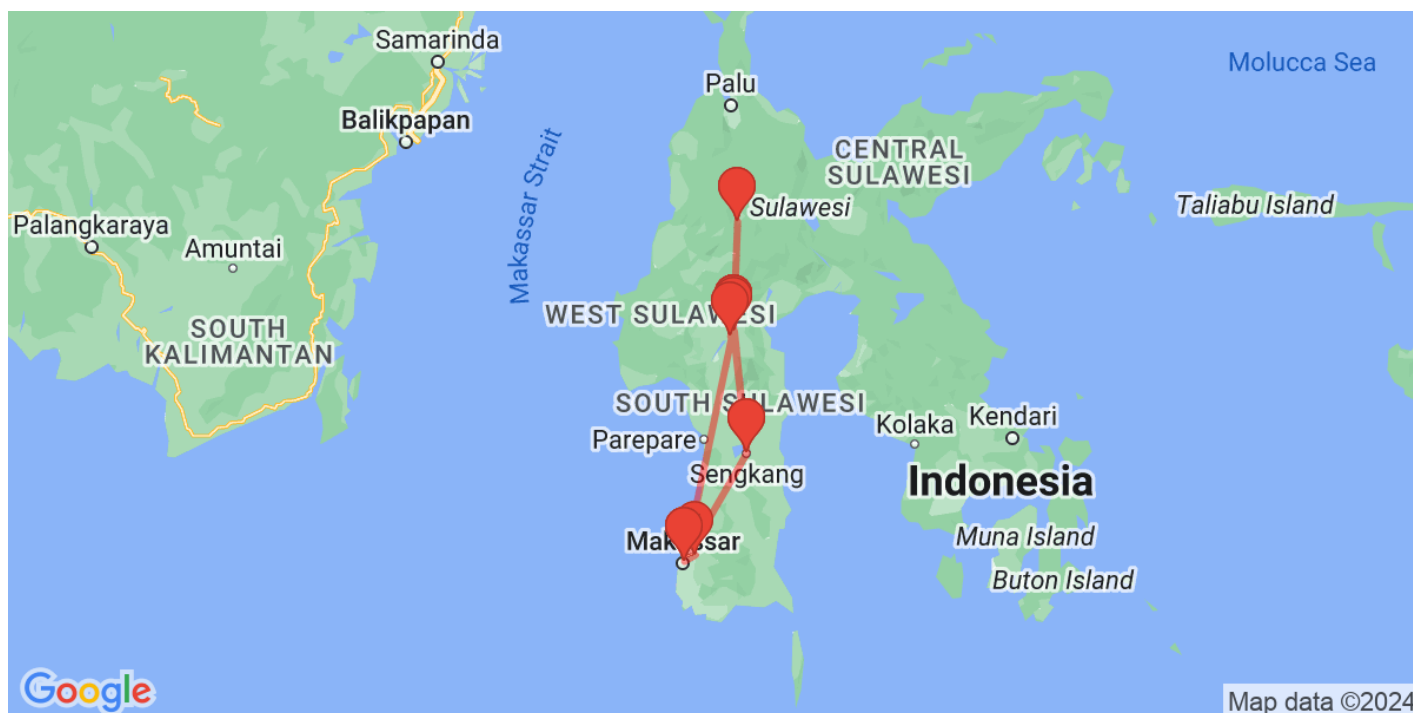 Samarinda
Molucca Sea
Palu
Balikpapan
CENTRAL
SULAWESI
Makassar Strait
Sulawesi
Taliabu Island
Palangkaraya
Amuntai
WEST SULAWESI
SOUTH
KALIMANTAN
SOUTH SULAWESI
Parepare
Kolaka
Kendari
Sengkang
Indonesia
Makassar
Muna Island
Buton Island
Google
Map data ©2024